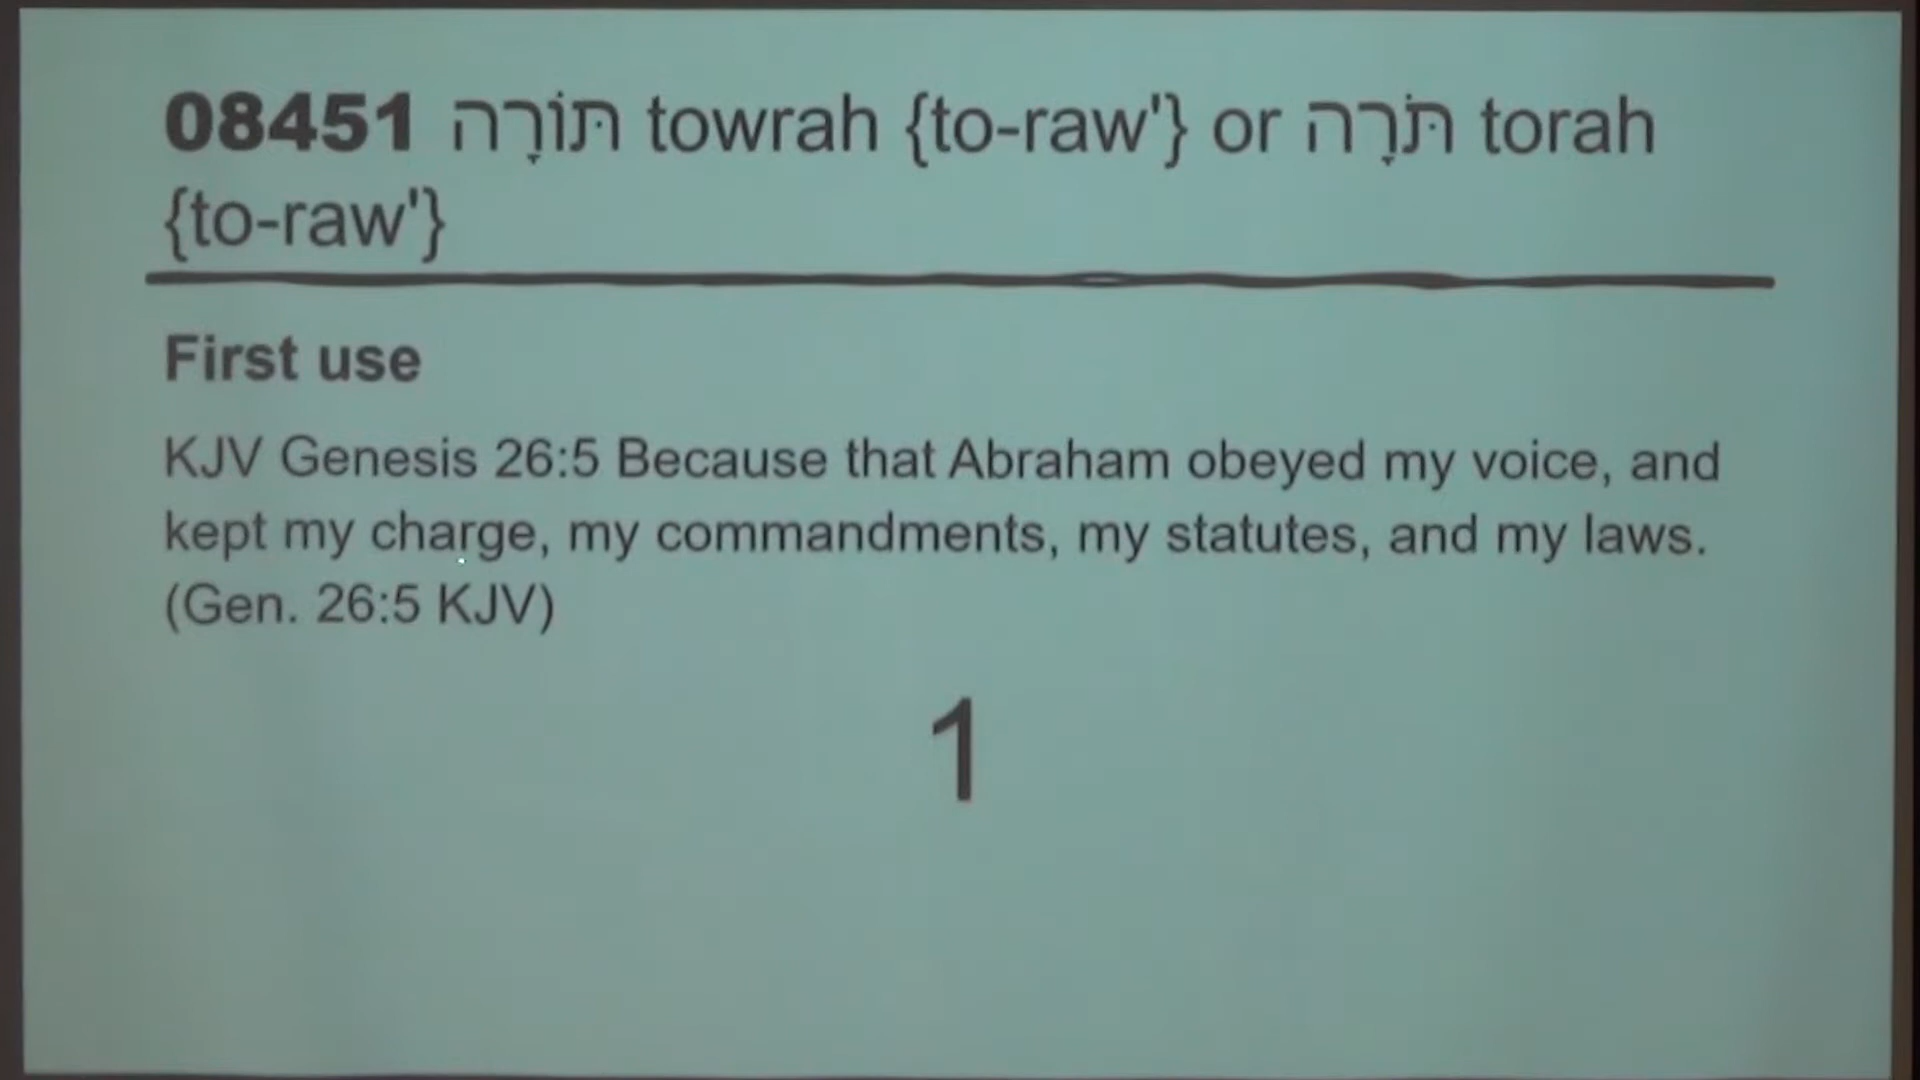 08451 תּוֹרָה towrah {to-raw'} or תֹּרָה torah
{to-raw'}
First use
KJV Genesis 26:5 Because that Abraham obeyed my voice, and
kept my charge, my commandments, my statutes, and my laws.
(Gen. 26:5 KJV)
1